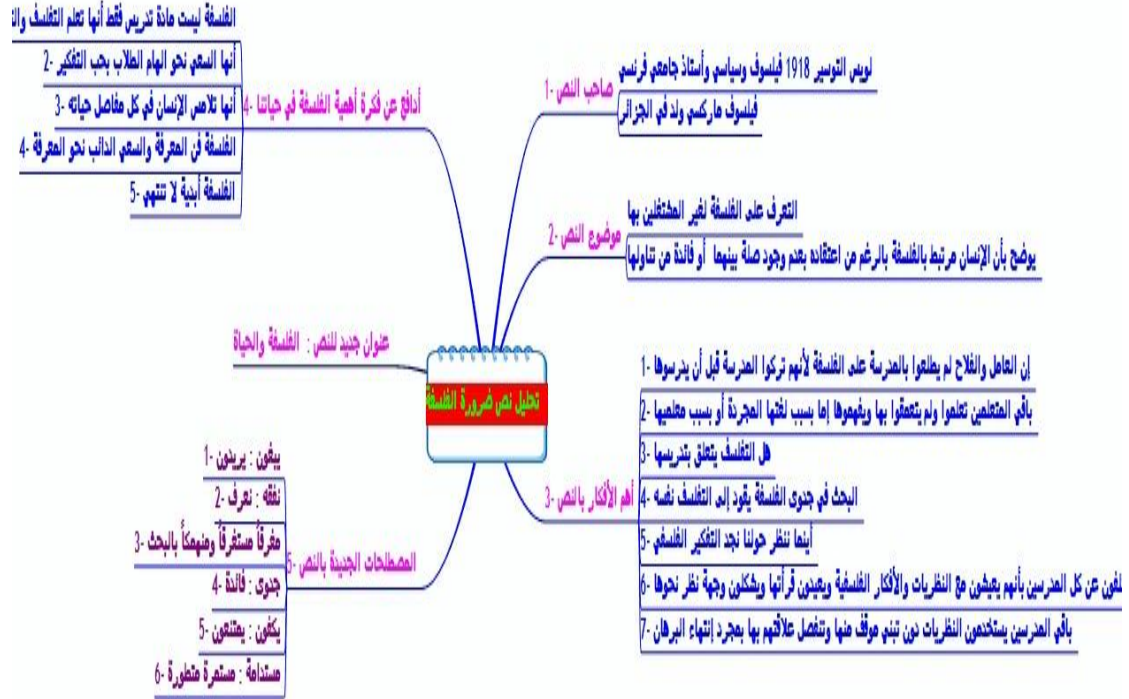 تحليل نص ضرورة الفلسفة
1- صاحب النص
لويس التوسير 1918 فيلسوف وسياسي وأستاذ جامعي فرنسي
فيلسوف ماركسي ولد في الجزائر
2- موضوع النص
التعرف على الفلسفة لغير المشتغلين بها
يوضح بأن الإنسان مرتبط بالفلسفة بالرغم من اعتقاده بعدم وجود صلة بينهما أو فائدة من تناولها
3- أهم الأفكار بالنص
1- إن العامل والفلاح لم يطلعوا بالمدرسة على الفلسفة لأنهم تركوا المدرسة قبل أن يدرسوها
2- باقي المتعلمين تعلموا ولم يتعمقوا بها ويفهموها إما بسبب لغتها المجردة أو بسبب معلميها
3- هل التفلسف يتعلق بتدريسها
4- البحث في جدوى الفلسفة يقود إلى التفلسف نفسه
5- أينما ننظر حولنا نجد التفكير الفلسفي
6- عن كل المدرسين بأنهم يعيشون مع النظريات والأفكار الفلسفية ويعيدون قرأتها ويشكلون وجهة نظر نحوها
7- باقي المدرسين يستخدمون النظريات دون تبني موقف منها وتنفصل علاقتهم بها بمجرد إنتهاء البرهان
4- أدافع عن فكرة أهمية الفلسفة في حياتنا
الفلسفة ليست مادة تدريس فقط أنها تعلم التفلسف
2- أنها السعي نحو الهام الطلاب بحب التفكير
3- أنها تلامس الإنسان في كل مفاصل حياته
4- الفلسفة فن المعرفة والسعي الدائب نحو المعرفة
5- الفلسفة أبدية لا تنتهي
عنوان جديد للنص : الفلسفة والحياة
5- المصطلحات الجديدة بالنص
1- يبغون : يريدون
2- نفقه : نعرف
3- مغرقاً مستغرقاً ومنهمكاً بالبحث
4- جدوى : فائدة
5- يكفون : يمتنعون
6- مستدامة : مستمرة متطورة